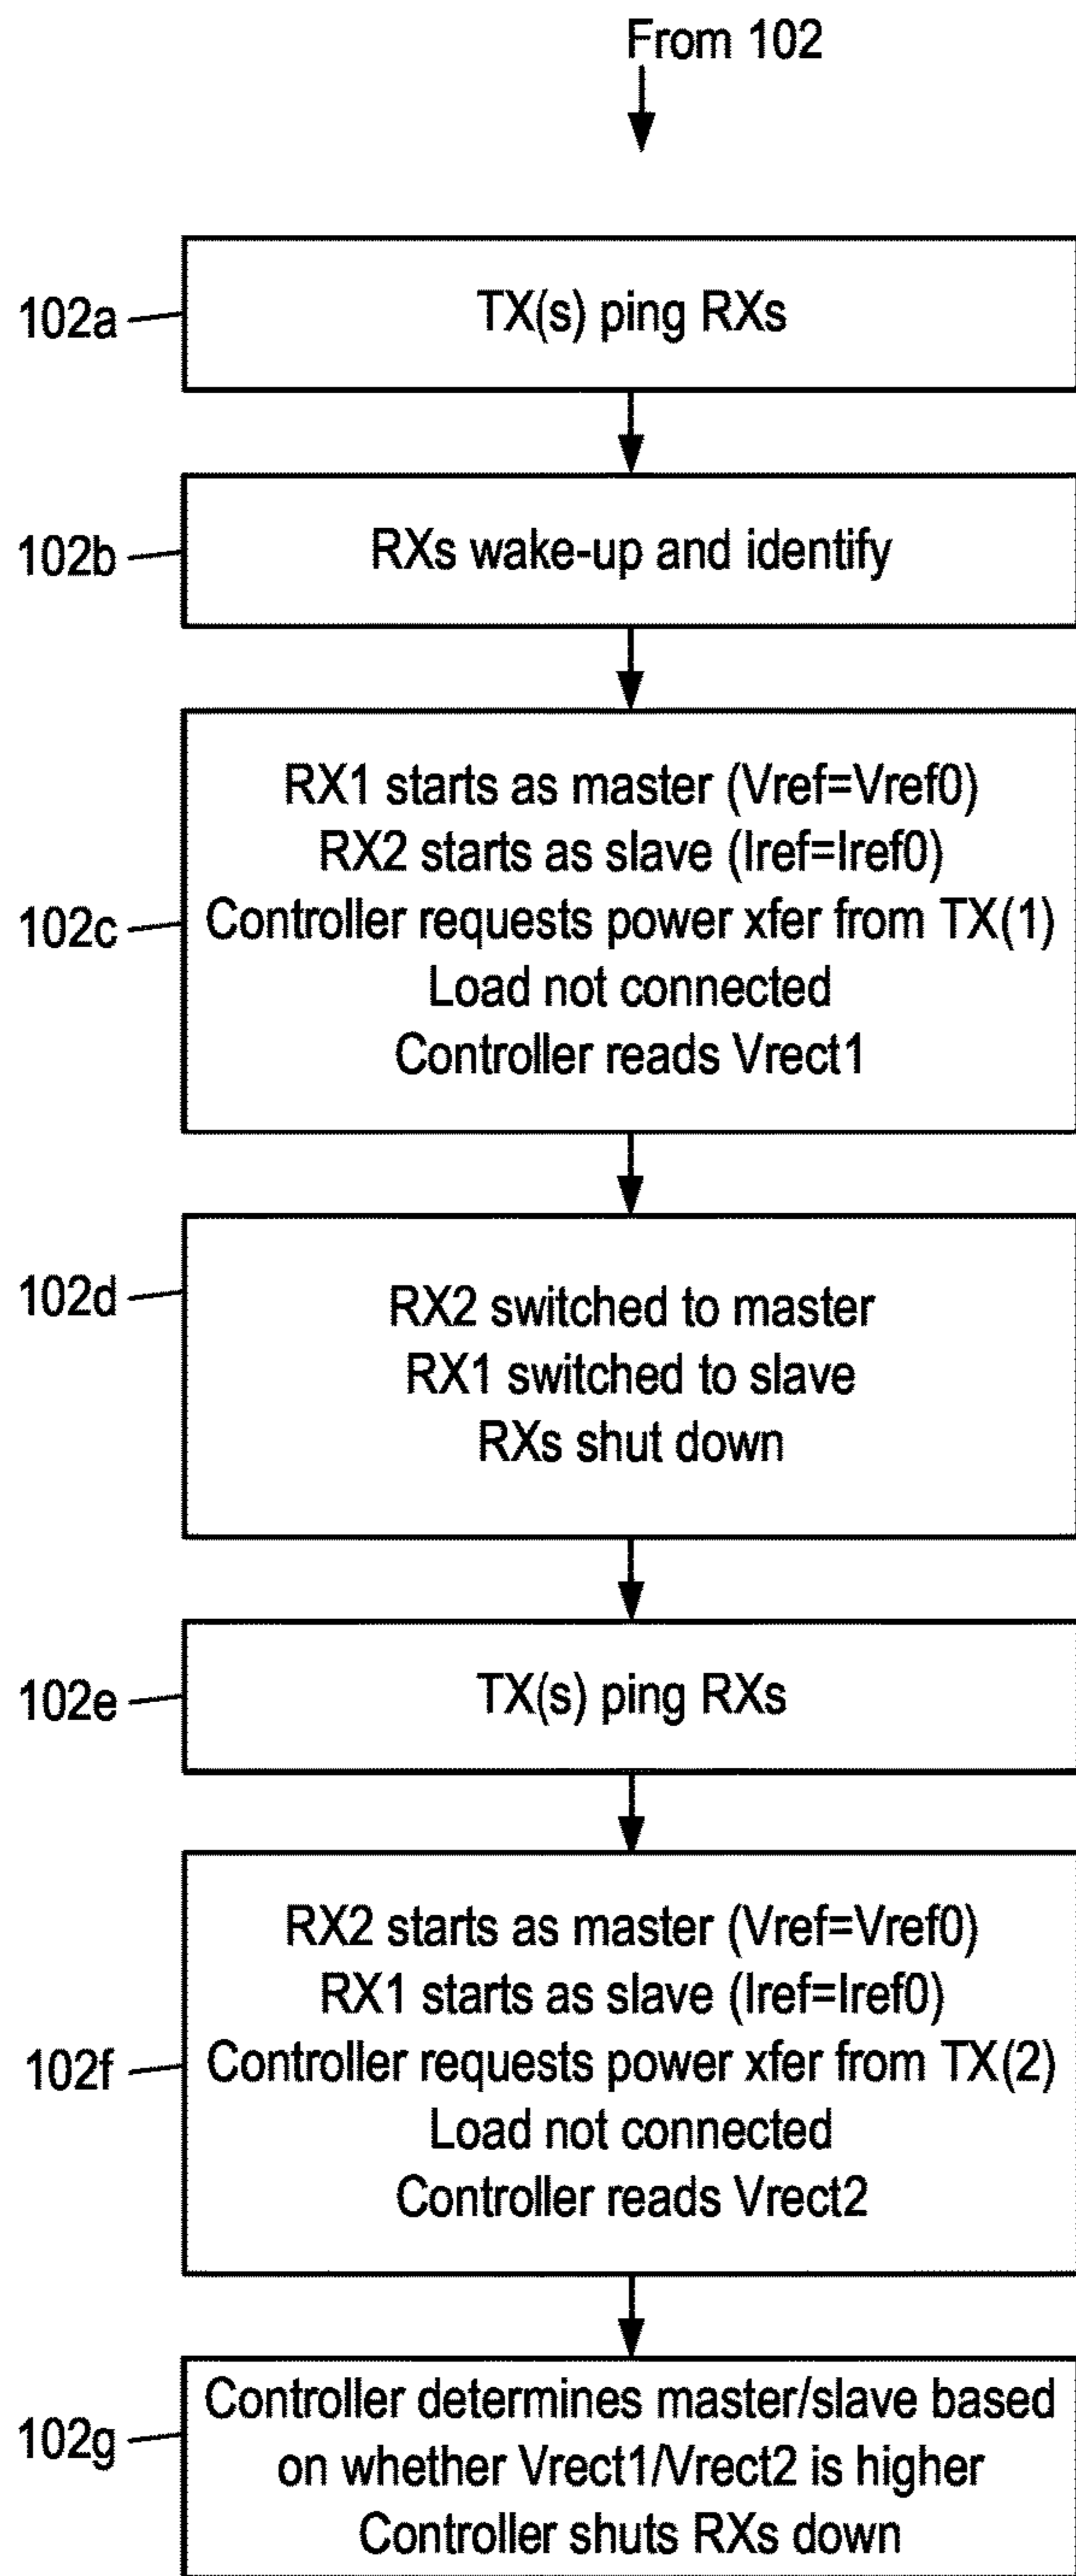 From 102
102a
TX(s) ping RXs
102b
RXs wake-up and identify
102c
RX1 starts as master (Vref=Vref0)
RX2 starts as slave (Iref=Iref0)
Controller requests power xfer from TX(1)
Load not connected
Controller reads Vrect1
102d
RX2 switched to master
RX1 switched to slave
RXs shut down
102e
TX(s) ping RXs
102f
RX2 starts as master (Vref=Vref0)
RX1 starts as slave (Iref=Iref0)
Controller requests power xfer from TX(2)
Load not connected
Controller reads Vrect2
102g
Controller determines master/slave based
on whether Vrect1/Vrect2 is higher
Controller shuts RXs down